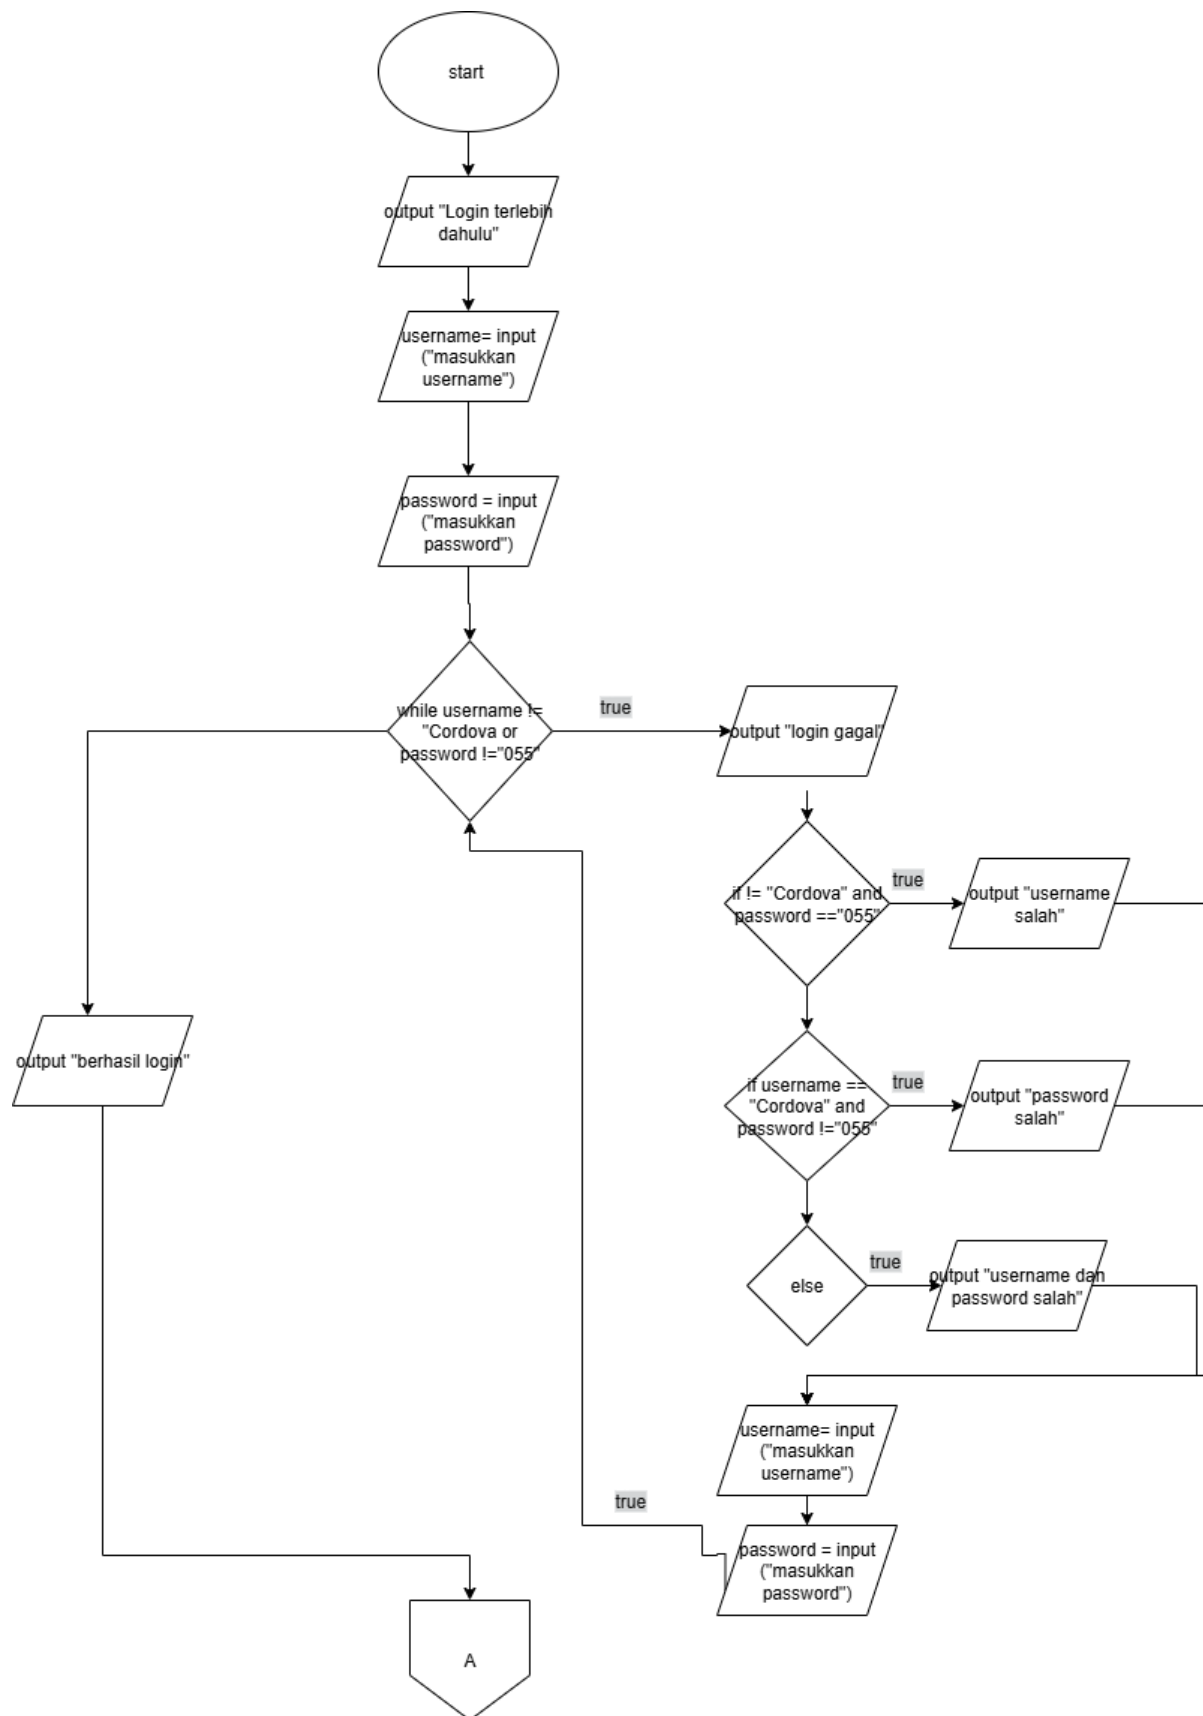 start
output "Login terlebih
dahulu"
username= input
("masukkan
username")
password = input
("masukkan
password")
while username !=
"Cordova or
password !="055"
true
output "login gagal"
if != "Cordova" and
password =="055"
true
output "username
salah"
output "berhasil login"
if username ==
"Cordova" and
password !="055"
true
output "password
salah"
else
true
output "username dan
password salah"
username= input
("masukkan
username")
true
password = input
("masukkan
password")
A